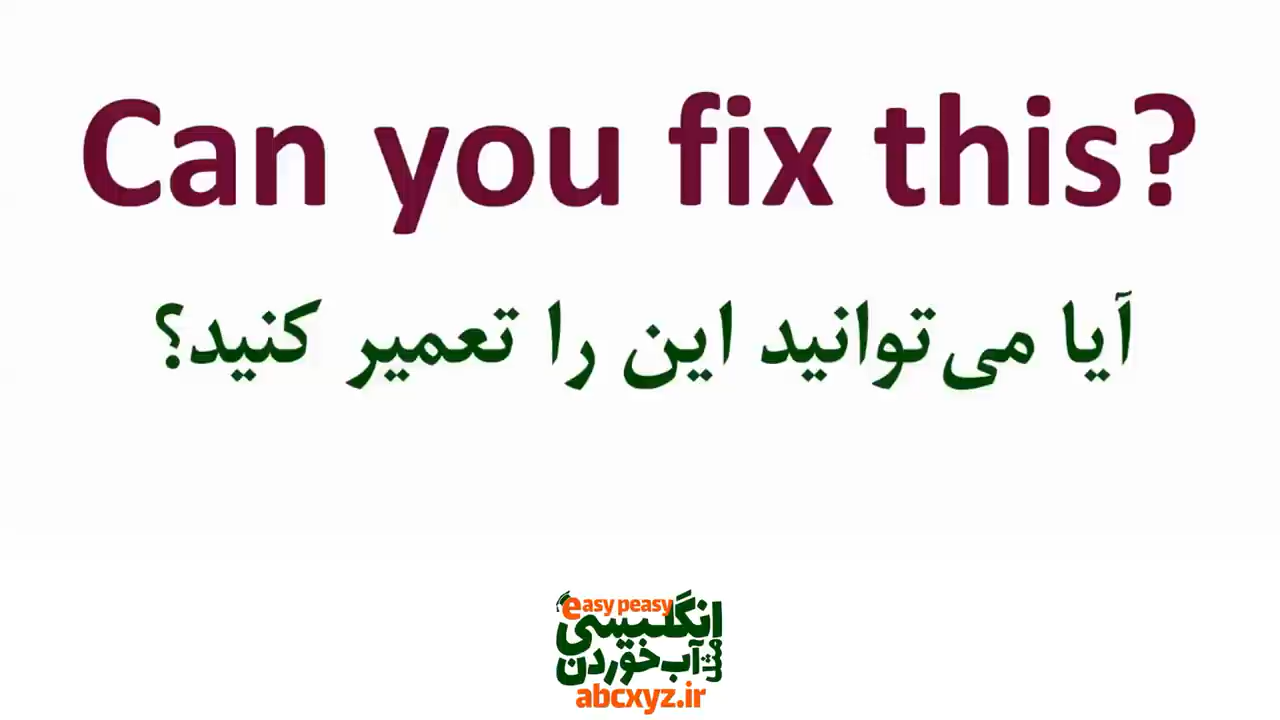 Can you fix this?
آیا می‌توانید این را تعمیر کنید؟
easy peasy
انگلیسی
مثل آب خوردن
abcxyz.ir